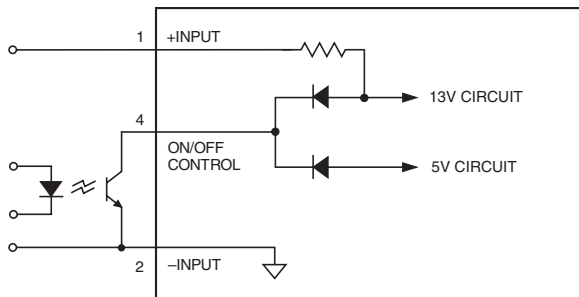 1 +INPUT
13V CIRCUIT
4
ON/OFF
CONTROL
5V CIRCUIT
2 –INPUT